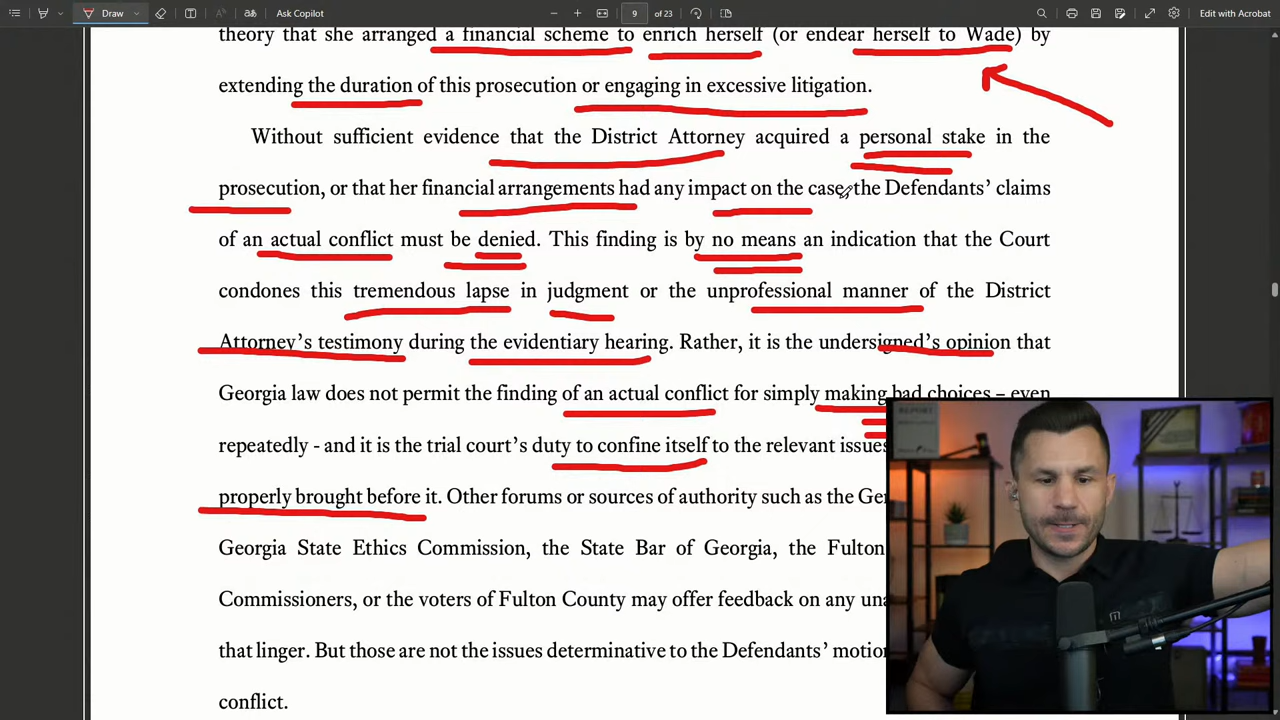 Draw
Ask Copilot
9 of 23
Edit with Acrobat
theory that she arranged a financial scheme to enrich herself (or endear herself to Wade) by
extending the duration of this prosecution or engaging in excessive litigation.
Without sufficient evidence that the District Attorney acquired a personal stake in the
prosecution, or that her financial arrangements had any impact on the case, the Defendants’ claims
of an actual conflict must be denied. This finding is by no means an indication that the Court
condones this tremendous lapse in judgment or the unprofessional manner of the District
Attorney’s testimony during the evidentiary hearing. Rather, it is the undersigned’s opinion that
Georgia law does not permit the finding of an actual conflict for simply making bad choices – even
repeatedly - and it is the trial court’s duty to confine itself to the relevant issues
properly brought before it. Other forums or sources of authority such as the
Georgia State Ethics Commission, the State Bar of Georgia, the Fulton
Commissioners, or the voters of Fulton County may offer feedback on any
that linger. But those are not the issues determinative to the Defendants’
conflict.
REPORT